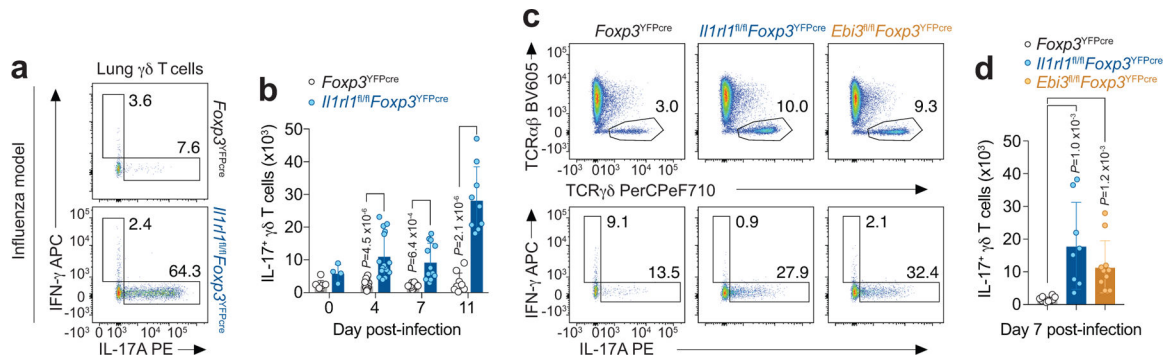 a
Influenza model
Lung γδ T cells
3.6
7.6
Foxp3YFPcre
2.4
64.3
Il1rl1fl/flFoxp3YFPcre
IFN-γ APC
10⁵
10⁴
10³
0
-10³
-10³ 0 10³ 10⁴ 10⁵
IL-17A PE
b
Foxp3YFPcre
Il1rl1fl/flFoxp3YFPcre
IL-17⁺ γδ T cells (x10³)
50
40
30
20
10
0
P=4.5 x10⁻⁶
P=6.4 x10⁻⁴
P=2.1 x10⁻⁶
0 4 7 11
Day post-infection
c
Foxp3YFPcre Il1rl1fl/flFoxp3YFPcre Ebi3fl/flFoxp3YFPcre
TCRαβ BV605
10⁵
10⁴
10³
0
-10³
3.0
10.0
9.3
TCRγδ PerCPeF710
IFN-γ APC
10⁵
10⁴
10³
0
-10³
9.1
13.5
0.9
27.9
2.1
32.4
-10³ 0 10³ 10⁴ 10⁵
IL-17A PE
d
Foxp3YFPcre
Il1rl1fl/flFoxp3YFPcre
Ebi3fl/flFoxp3YFPcre
IL-17⁺ γδ T cells (x10³)
50
40
30
20
10
0
P=1.0 x10⁻³
P=1.2 x10⁻³
Day 7 post-infection